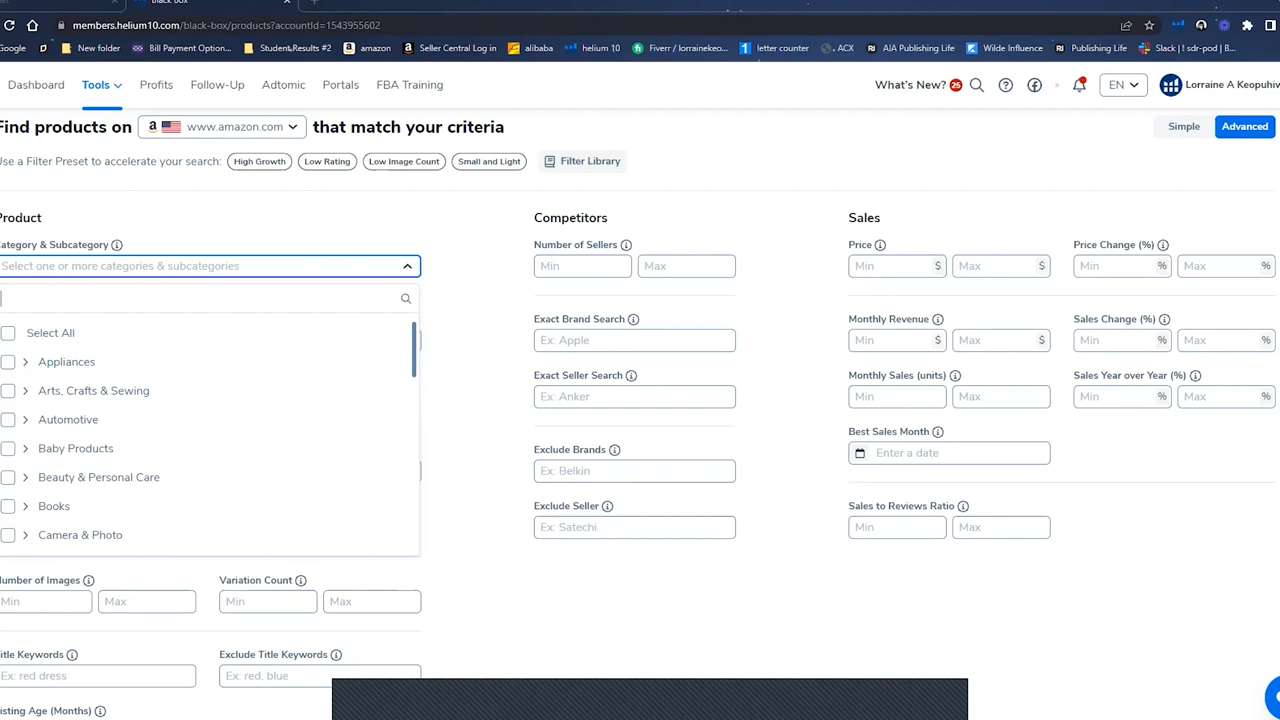 Black Box
members.helium10.com/black-box/products?accountId=1543955602
Google New folder Bill Payment Option... Student Results #2 amazon Seller Central Log in alibaba helium 10 Fiverr / lorrainekeo... letter counter ACX AIA Publishing Life Wilde Influence Publishing Life Slack | ! sdr-pod | B...
Dashboard Tools Profits Follow-Up Adtomic Portals FBA Training What's New? 25 EN Lorraine A Keopuhiw
Find products on www.amazon.com that match your criteria Simple Advanced
Use a Filter Preset to accelerate your search: High Growth Low Rating Low Image Count Small and Light Filter Library
Product Competitors Sales
Category & Subcategory Number of Sellers Price Price Change (%)
Select one or more categories & subcategories Min Max Min $ Max $ Min % Max %
Select All
Exact Brand Search Monthly Revenue Sales Change (%)
Ex: Apple Min $ Max $ Min % Max %
Appliances
Exact Seller Search Monthly Sales (units) Sales Year over Year (%)
Arts, Crafts & Sewing Ex: Anker Min Max Min % Max %
Automotive
Best Sales Month
Baby Products Exclude Brands Enter a date
Ex: Belkin
Beauty & Personal Care
Books Exclude Seller Sales to Reviews Ratio
Ex: Satechi Min Max
Camera & Photo
Number of Images Variation Count
Min Max Min Max
Title Keywords Exclude Title Keywords
Ex: red dress Ex: red, blue
Listing Age (Months)